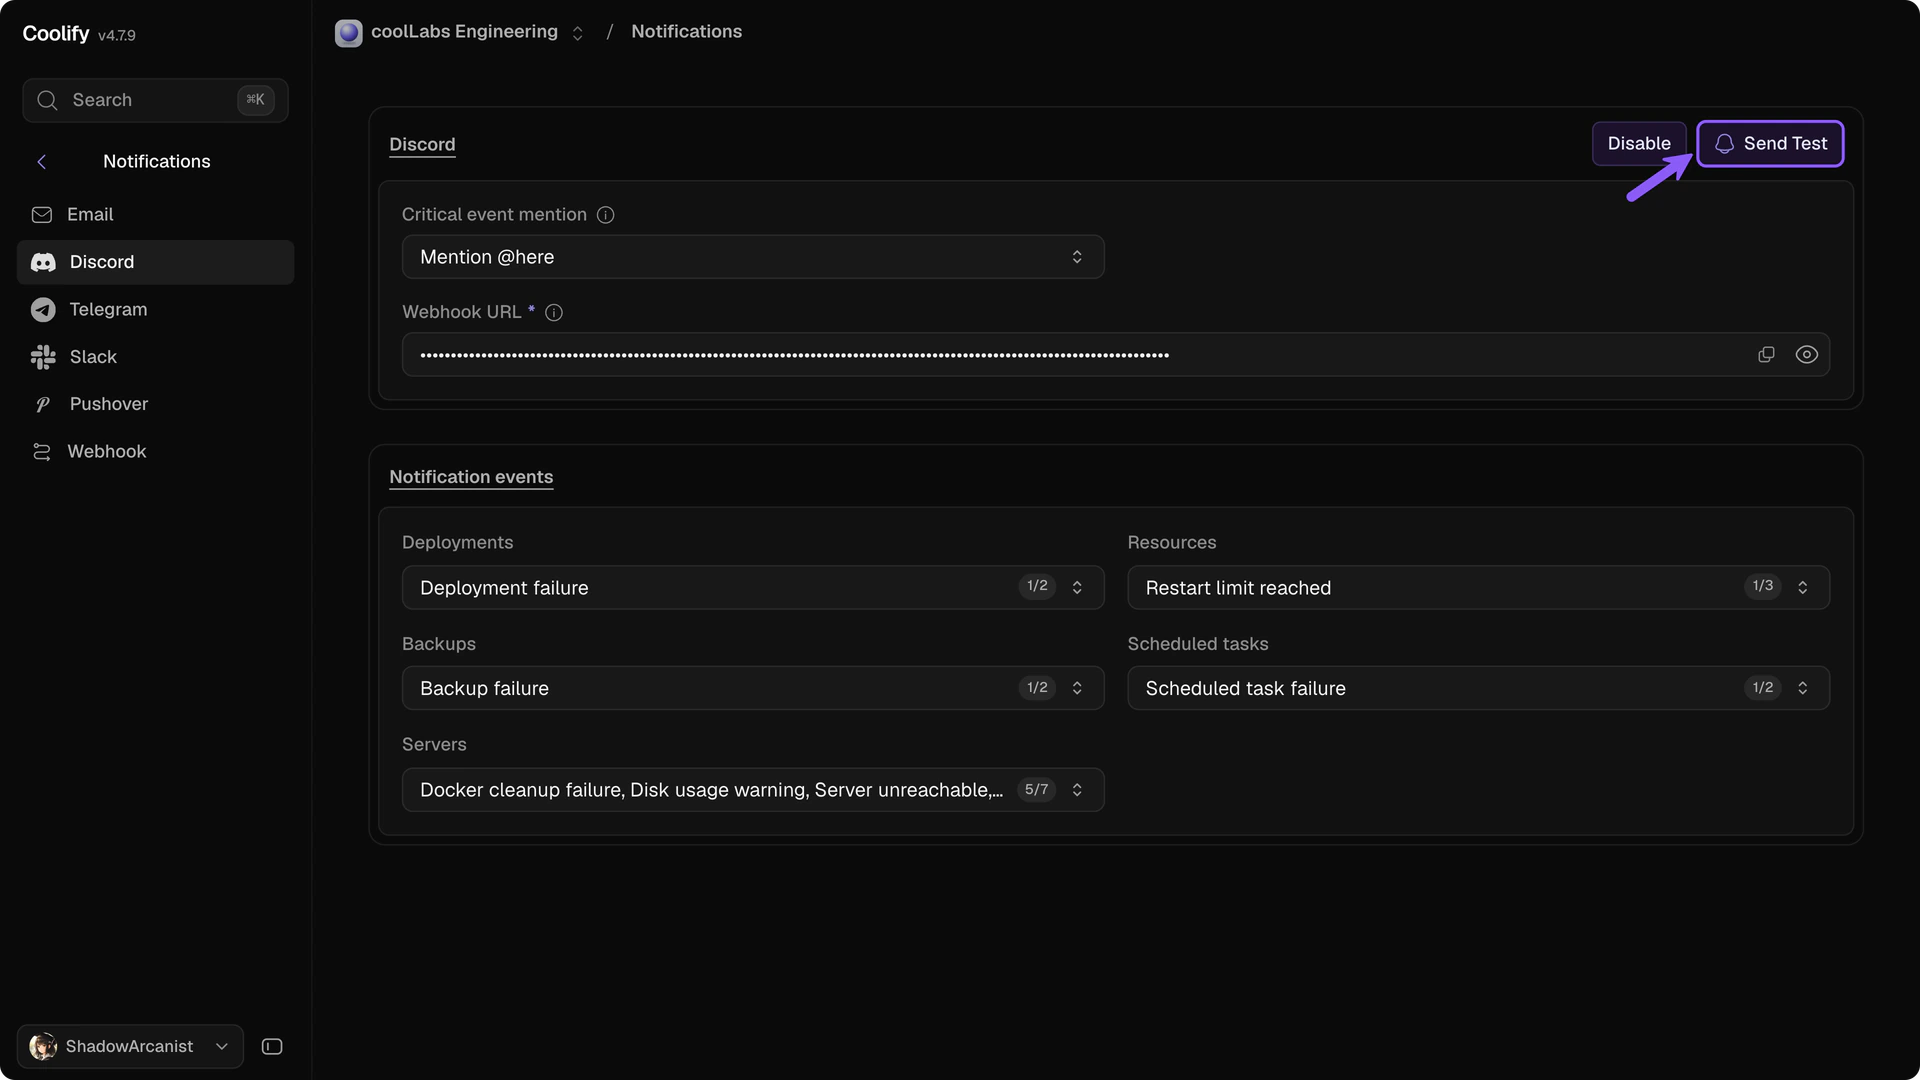 Coolify v4.7.9
Search ⌘K
Notifications
Email
Discord
Telegram
Slack
Pushover
Webhook
ShadowArcanist
coolLabs Engineering / Notifications
Discord
Disable
Send Test
Critical event mention
Mention @here
Webhook URL *
••••••••••••••••••••••••••••••••••••••••••••••••••••••••••••••••••••••••••••••••••••••••••••••••••••••••••••••••••••••••
Notification events
Deployments
Deployment failure 1/2
Resources
Restart limit reached 1/3
Backups
Backup failure 1/2
Scheduled tasks
Scheduled task failure 1/2
Servers
Docker cleanup failure, Disk usage warning, Server unreachable,... 5/7